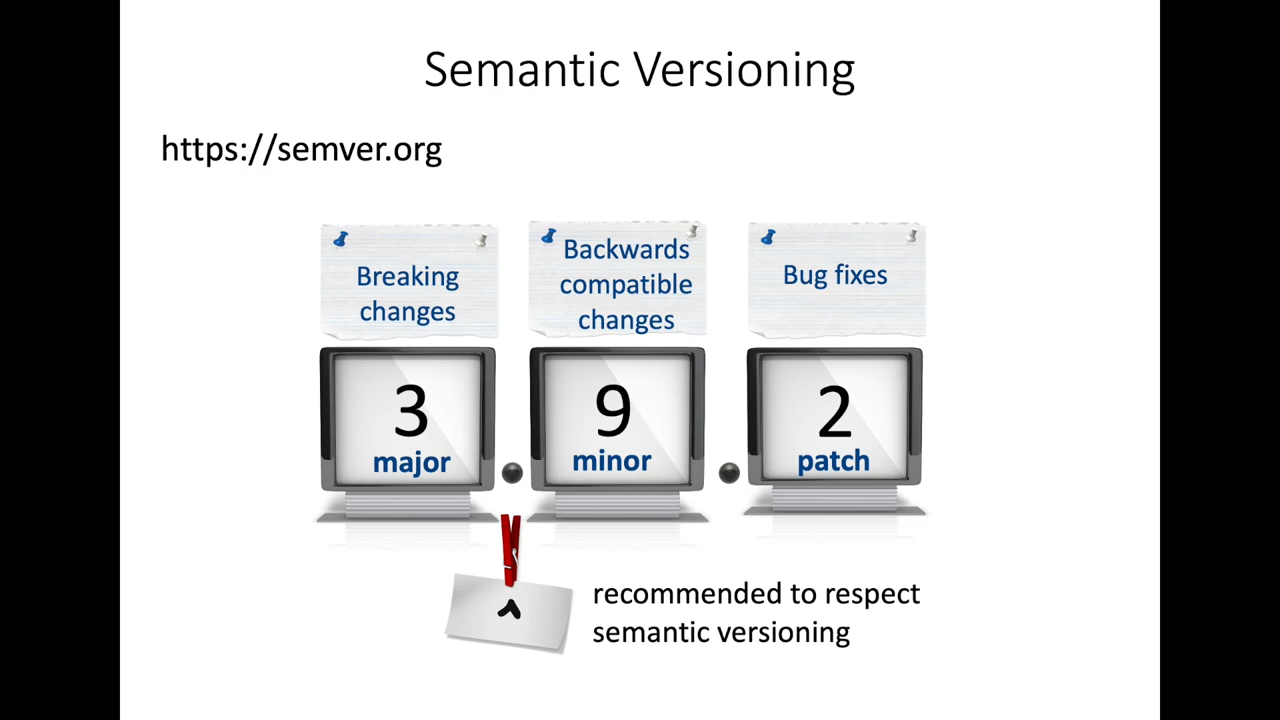 Semantic Versioning
https://semver.org
Breaking
changes
Backwards
compatible
changes
Bug fixes
3
major
.
9
minor
.
2
patch
^
recommended to respect
semantic versioning